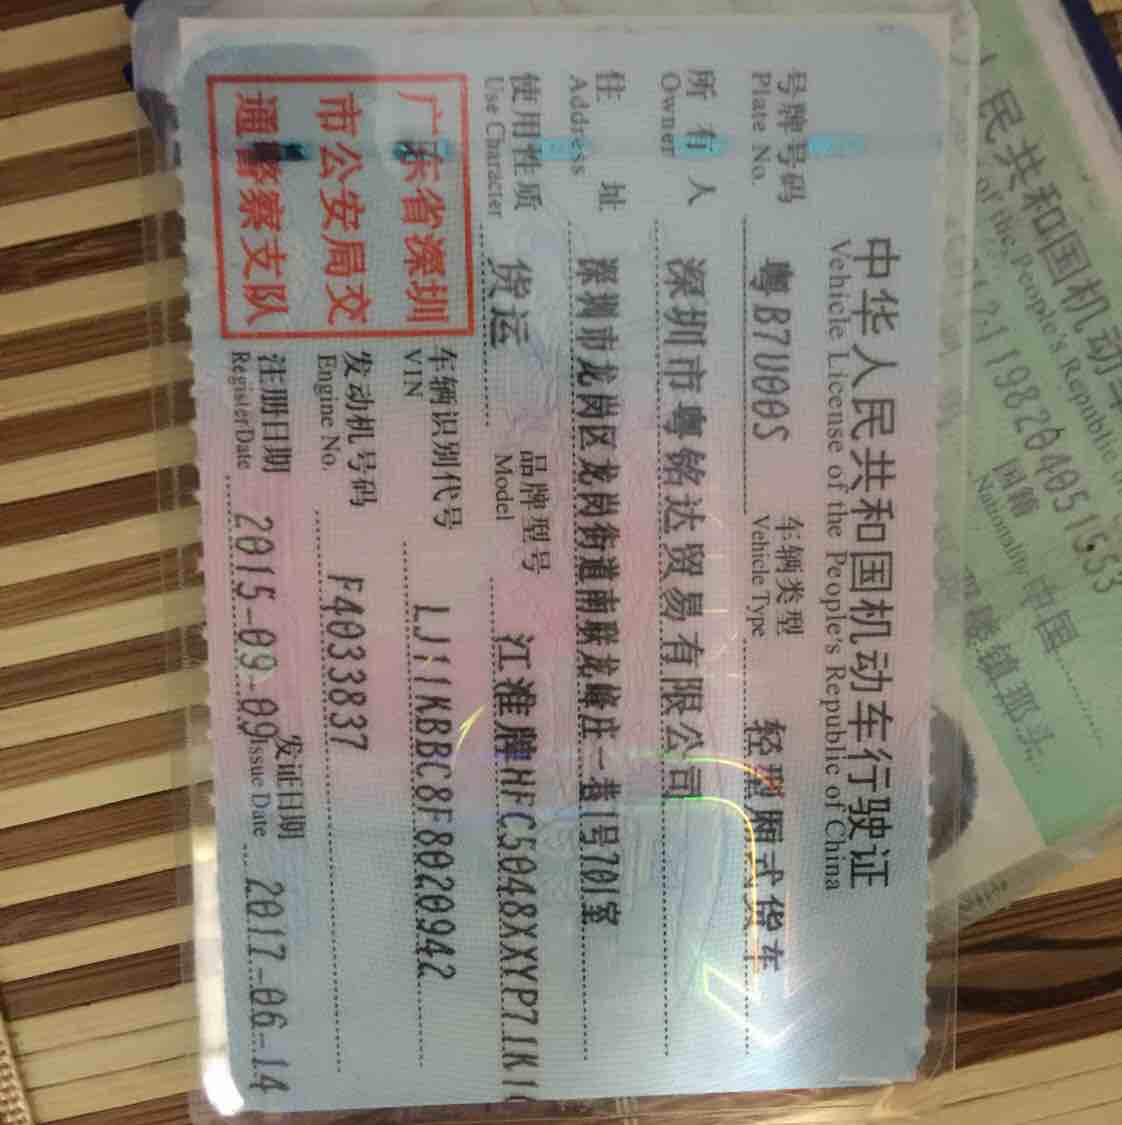 中华人民共和国机动车行驶证
Vehicle License of the People's Republic of China
号牌号码 粤B7U00S 车辆类型 轻型厢式货车
Plate No. Vehicle Type
所有人 深圳市粤铭达贸易有限公司
Owner
住址 深圳市龙岗区龙岗街道南联龙峰庄一巷1号701室
Address
使用性质 货运 品牌型号 江淮牌HFC5048XXYP71K1
Use Character Model
广东省深圳
市公安局交
通警察支队
车辆识别代号 LJ11KBBC8F8020942
VIN
发动机号码 F4033837
Engine No.
注册日期 2015-09-09 发证日期 2017-06-14
Register Date Issue Date
民共和国机动车
of the People's Republic of
198204051553
国籍 中国
Nationality
镇那头